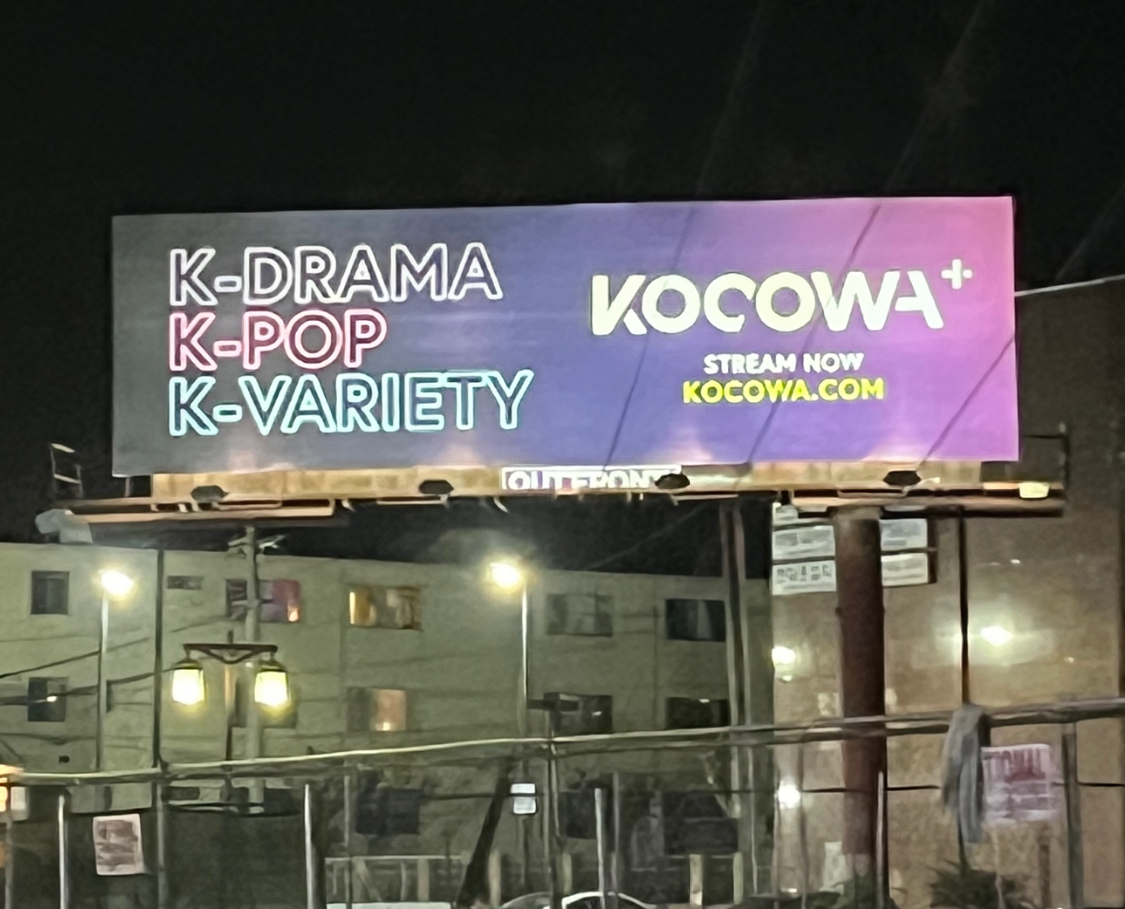 K-DRAMA
K-POP
K-VARIETY
KOCOWA+
STREAM NOW
KOCOWA.COM
OUTFRONT